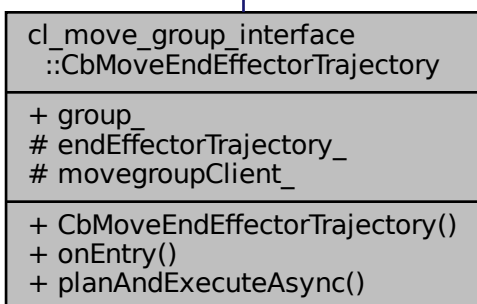 cl_move_group_interface
::CbMoveEndEffectorTrajectory
+ group_
# endEffectorTrajectory_
# movegroupClient_
+ CbMoveEndEffectorTrajectory()
+ onEntry()
+ planAndExecuteAsync()